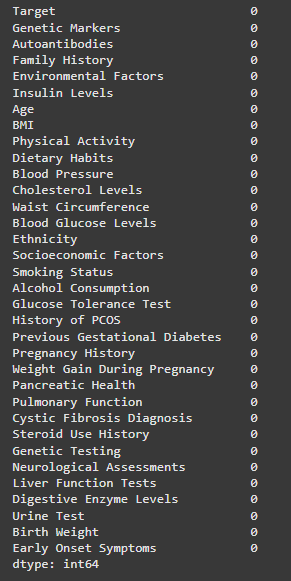 Target 0
Genetic Markers 0
Autoantibodies 0
Family History 0
Environmental Factors 0
Insulin Levels 0
Age 0
BMI 0
Physical Activity 0
Dietary Habits 0
Blood Pressure 0
Cholesterol Levels 0
Waist Circumference 0
Blood Glucose Levels 0
Ethnicity 0
Socioeconomic Factors 0
Smoking Status 0
Alcohol Consumption 0
Glucose Tolerance Test 0
History of PCOS 0
Previous Gestational Diabetes 0
Pregnancy History 0
Weight Gain During Pregnancy 0
Pancreatic Health 0
Pulmonary Function 0
Cystic Fibrosis Diagnosis 0
Steroid Use History 0
Genetic Testing 0
Neurological Assessments 0
Liver Function Tests 0
Digestive Enzyme Levels 0
Urine Test 0
Birth Weight 0
Early Onset Symptoms 0
dtype: int64